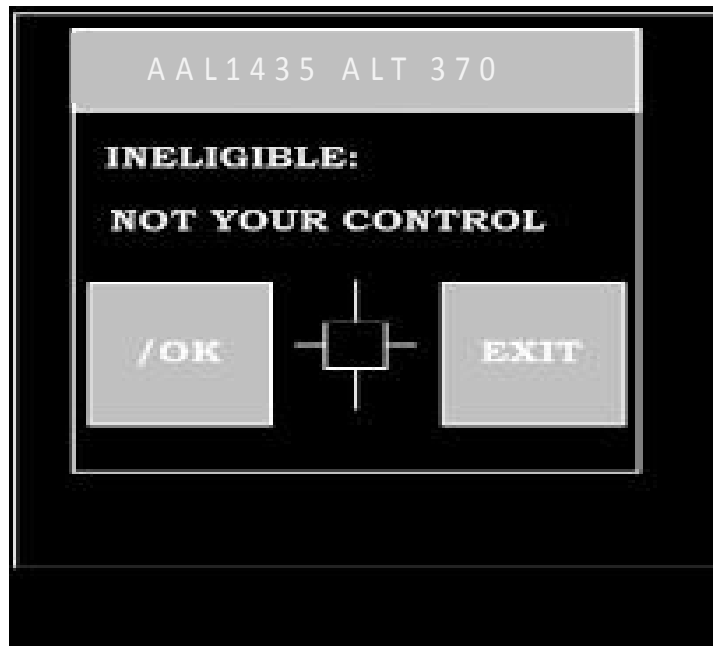 AAL1435 ALT 370
INELIGIBLE:
NOT YOUR CONTROL
/OK
EXIT